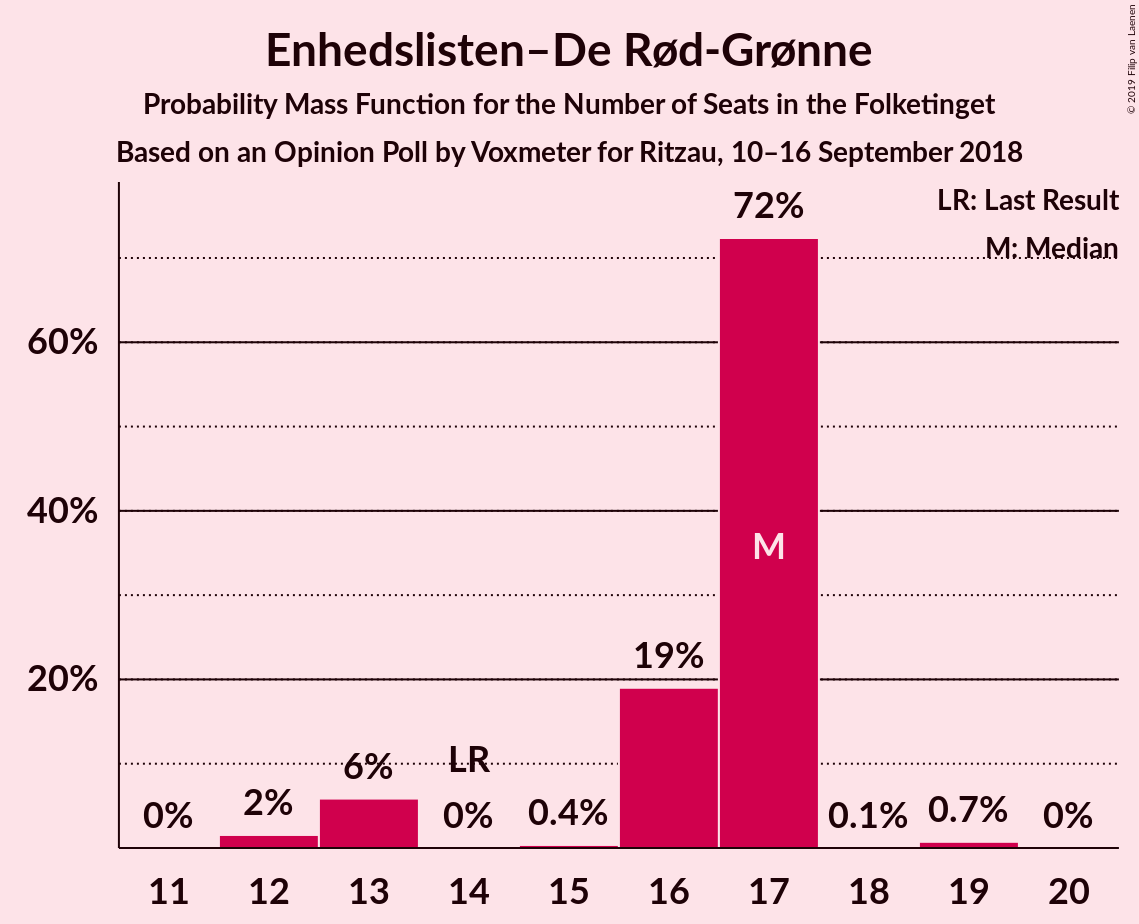 Enhedslisten–De Rød-Grønne
Probability Mass Function for the Number of Seats in the Folketinget
Based on an Opinion Poll by Voxmeter for Ritzau, 10–16 September 2018
© 2019 Filip van Laenen
LR: Last Result
M: Median
72%
60%
40%
M
19%
20%
LR
6%
2%
0%
0%
0.4%
0.1%
0.7%
0%
11 12 13 14 15 16 17 18 19 20